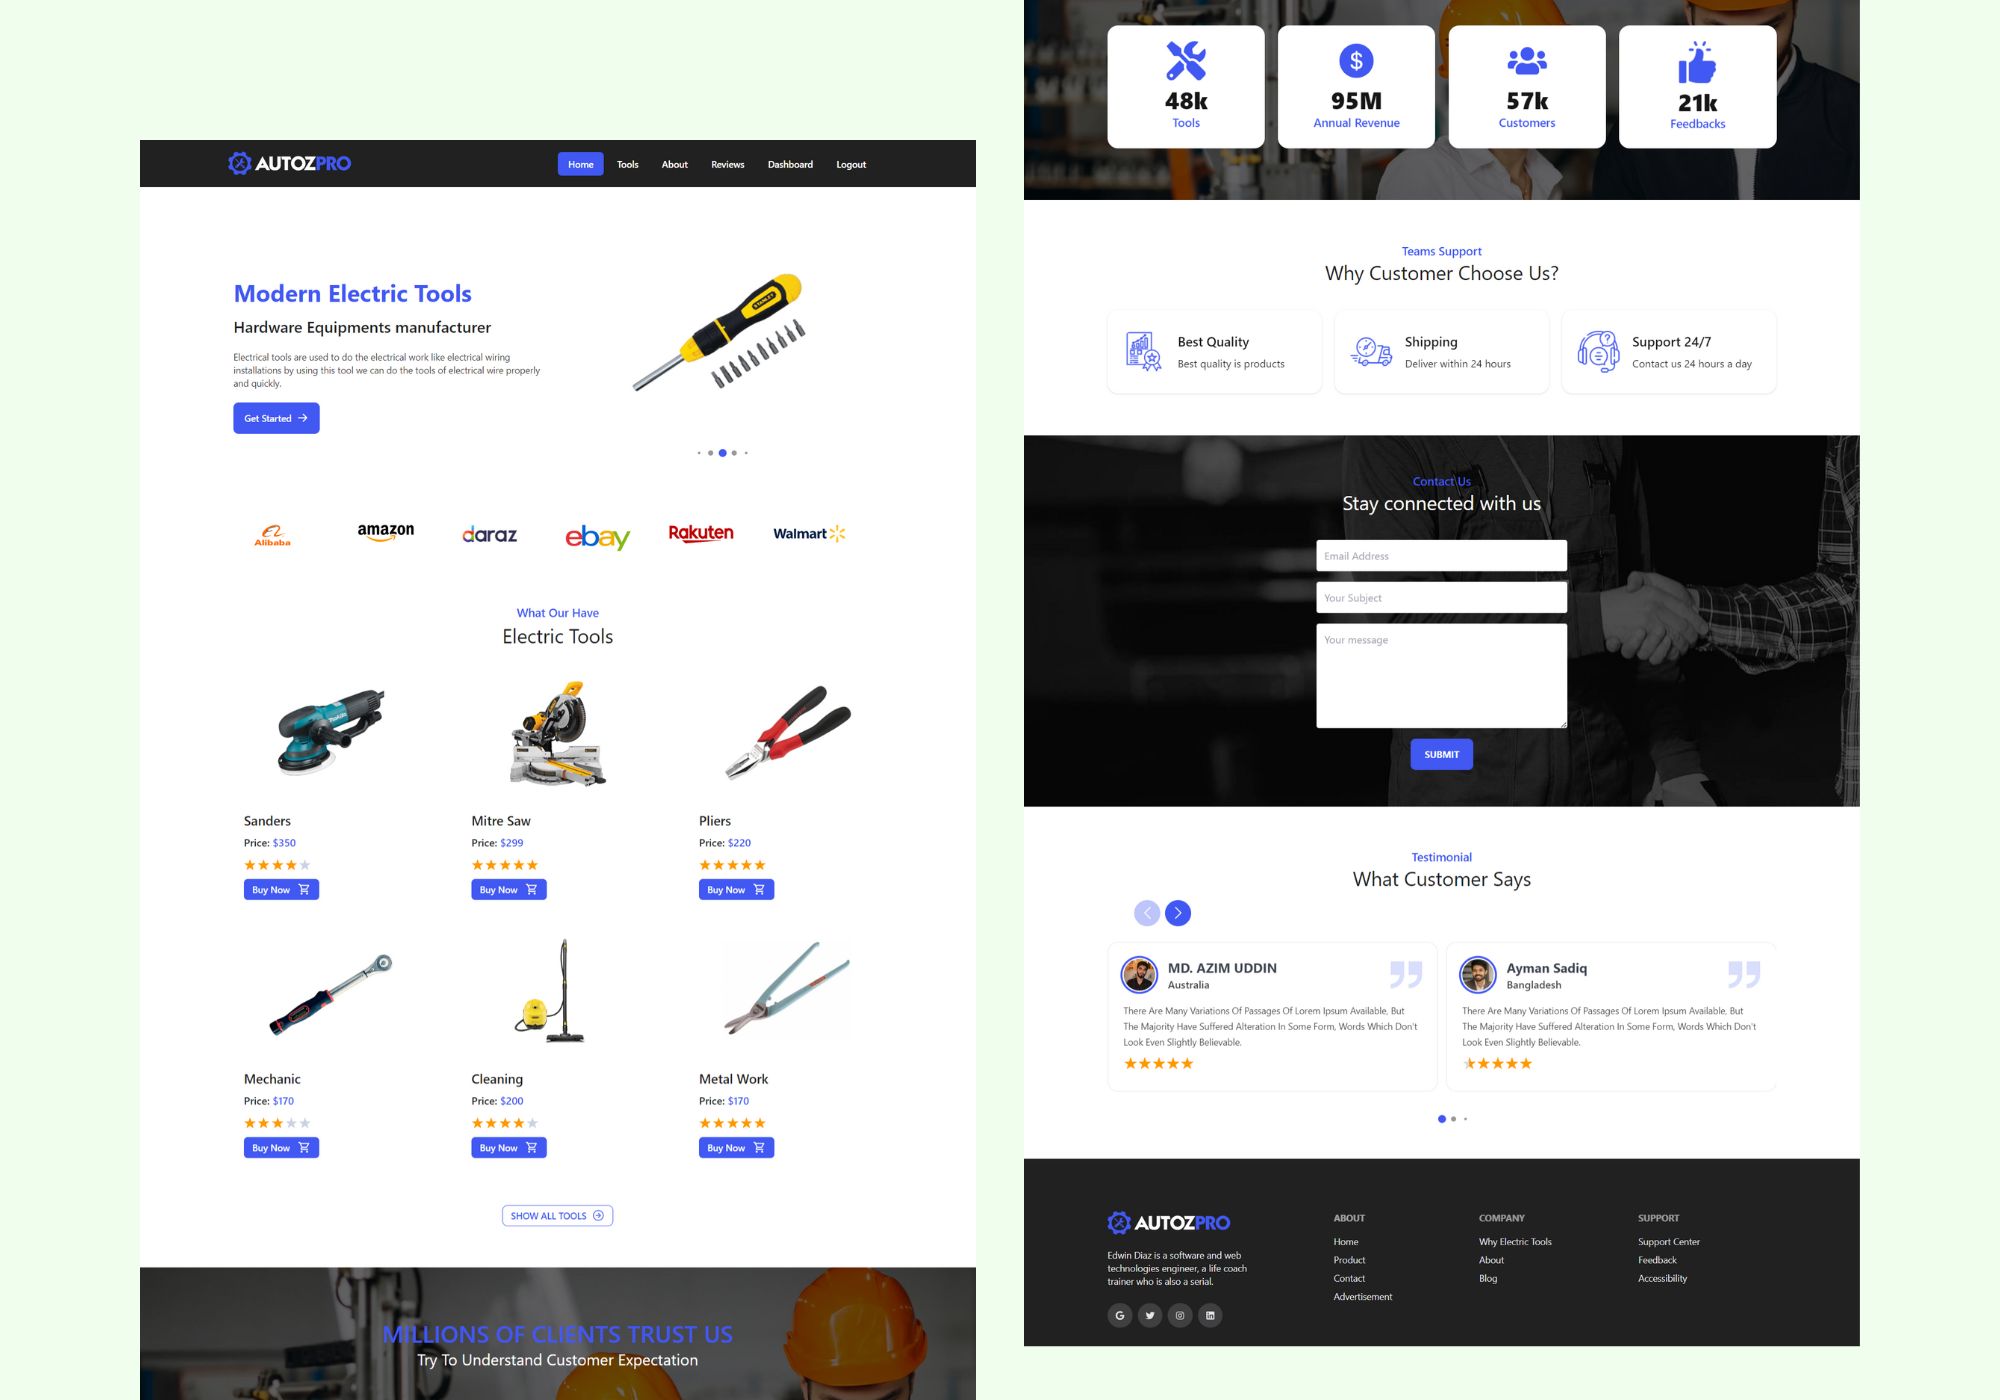 AUTOZPRO
Home Tools About Reviews Dashboard Logout
Modern Electric Tools
Hardware Equipments manufacturer
Electrical tools are used to do the electrical work like electrical wiring
installations by using this tool we can do the tools of electrical wire properly
and quickly.
Get Started
STANLEY
Alibaba amazon daraz ebay Rakuten Walmart
What Our Have
Electric Tools
Sanders Mitre Saw Pliers
Price: $350 Price: $299 Price: $220
Buy Now Buy Now Buy Now
Mechanic Cleaning Metal Work
Price: $170 Price: $200 Price: $170
Buy Now Buy Now Buy Now
SHOW ALL TOOLS
MILLIONS OF CLIENTS TRUST US
Try To Understand Customer Expectation
48k 95M 57k 21k
Tools Annual Revenue Customers Feedbacks
Teams Support
Why Customer Choose Us?
Best Quality
Best quality is products
Shipping
Deliver within 24 hours
Support 24/7
Contact us 24 hours a day
Contact Us
Stay connected with us
Email Address
Your Subject
Your message
SUBMIT
Testimonial
What Customer Says
MD. AZIM UDDIN
Australia
There Are Many Variations Of Passages Of Lorem Ipsum Available, But
The Majority Have Suffered Alteration In Some Form, Words Which Don't
Look Even Slightly Believable.
Ayman Sadiq
Bangladesh
There Are Many Variations Of Passages Of Lorem Ipsum Available, But
The Majority Have Suffered Alteration In Some Form, Words Which Don't
Look Even Slightly Believable.
AUTOZPRO
Edwin Diaz is a software and web
technologies engineer, a life coach
trainer who is also a serial.
ABOUT
Home
Product
Contact
Advertisement
COMPANY
Why Electric Tools
About
Blog
SUPPORT
Support Center
Feedback
Accessibility